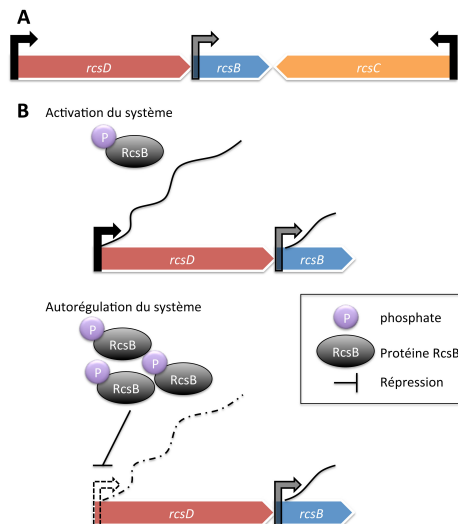 A
rcsD rcsB rcsC
B Activation du système
P
RcsB
rcsD rcsB
Autorégulation du système
P
RcsB
P
P
RcsB
RcsB
P phosphate
RcsB Protéine RcsB
Répression
rcsD rcsB